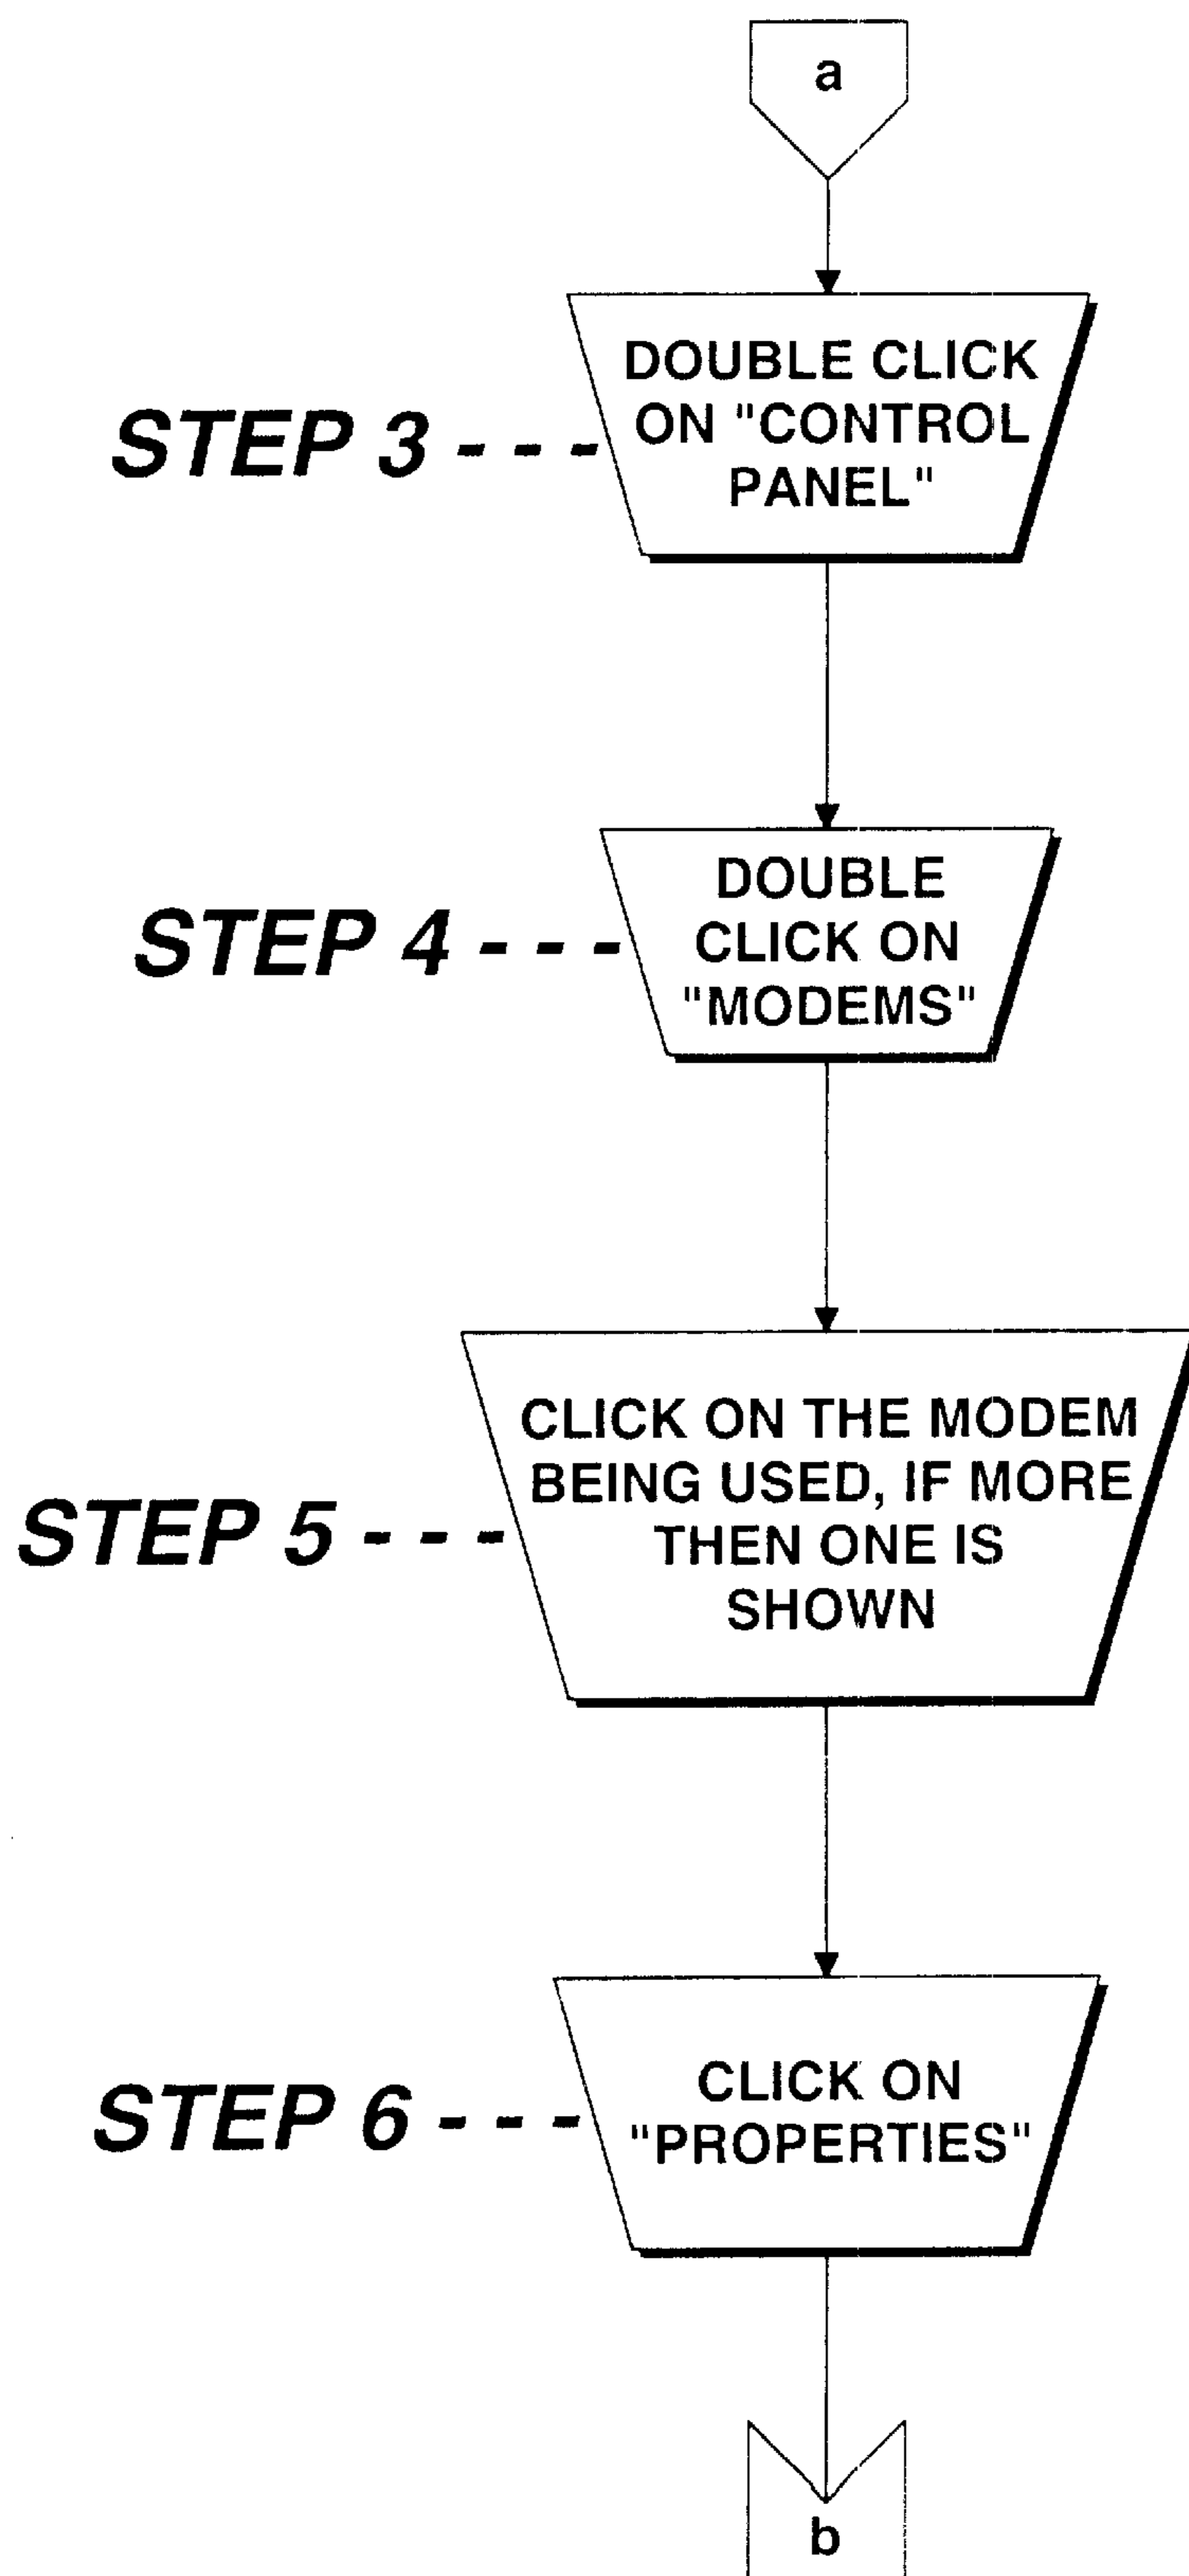 a
DOUBLE CLICK
ON "CONTROL
PANEL"
STEP 3 - - -
DOUBLE
CLICK ON
"MODEMS"
STEP 4 - - -
CLICK ON THE MODEM
BEING USED, IF MORE
THEN ONE IS
SHOWN
STEP 5 - - -
CLICK ON
"PROPERTIES"
STEP 6 - - -
b